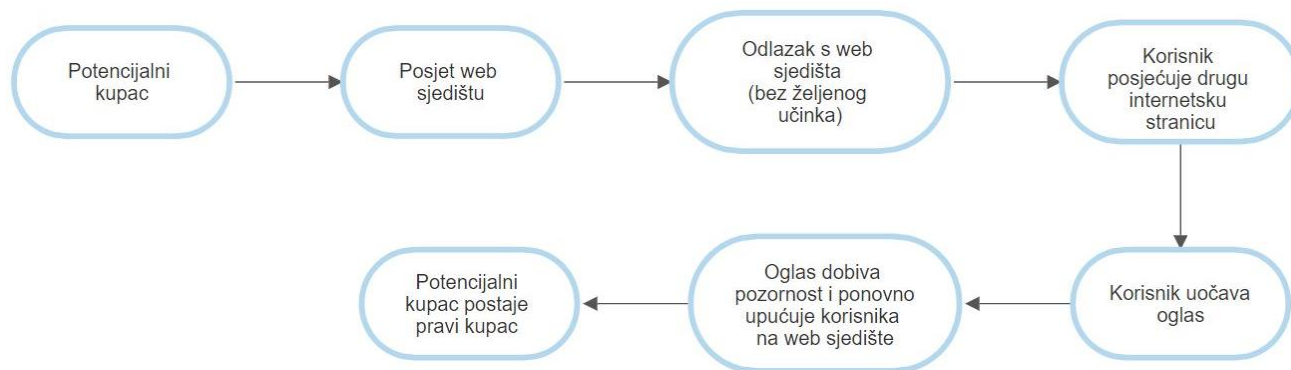 Potencijalni
kupac
Posjet web
sjedištu
Odlazak s web
sjedišta
(bez željenog
učinka)
Korisnik
posjećuje drugu
internetsku
stranicu
Korisnik uočava
oglas
Oglas dobiva
pozornost i ponovno
upućuje korisnika
na web sjedište
Potencijalni
kupac postaje
pravi kupac